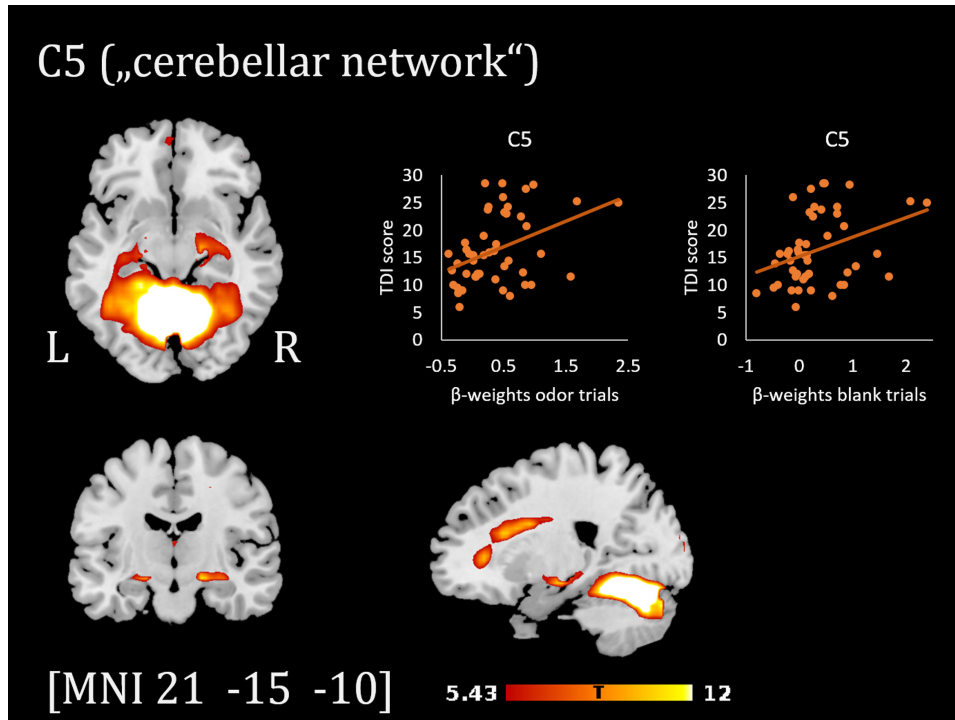 C5 („cerebellar network“)
L
R
C5
TDI score
30
25
20
15
10
5
0
-0.5 0.5 1.5 2.5
β-weights odor trials
C5
TDI score
30
25
20
15
10
5
0
-1 0 1 2
β-weights blank trials
[MNI 21 -15 -10]
5.43 T 12